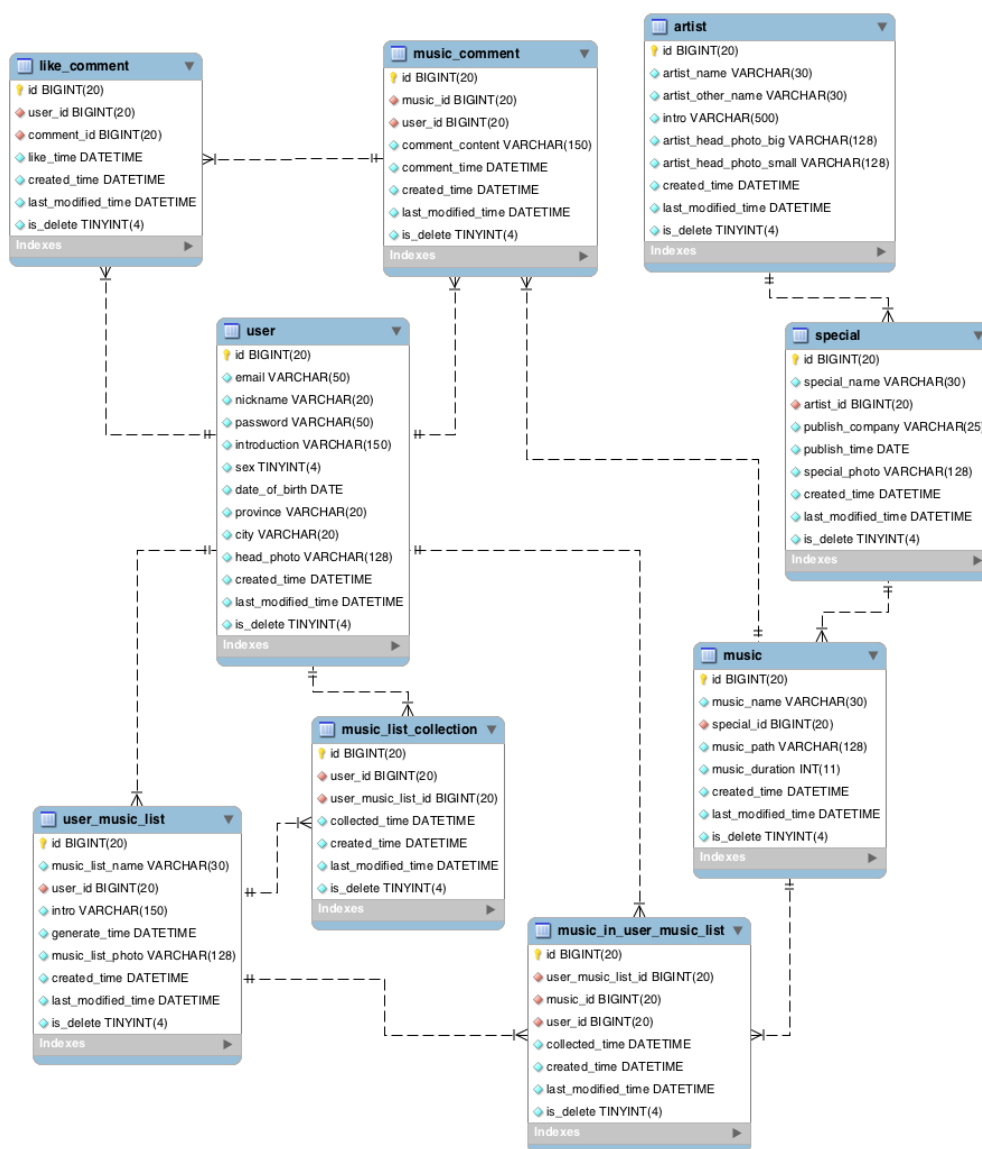 like_comment
id BIGINT(20)
user_id BIGINT(20)
comment_id BIGINT(20)
like_time DATETIME
created_time DATETIME
last_modified_time DATETIME
is_delete TINYINT(4)
Indexes
music_comment
id BIGINT(20)
music_id BIGINT(20)
user_id BIGINT(20)
comment_content VARCHAR(150)
comment_time DATETIME
created_time DATETIME
last_modified_time DATETIME
is_delete TINYINT(4)
Indexes
artist
id BIGINT(20)
artist_name VARCHAR(30)
artist_other_name VARCHAR(30)
intro VARCHAR(500)
artist_head_photo_big VARCHAR(128)
artist_head_photo_small VARCHAR(128)
created_time DATETIME
last_modified_time DATETIME
is_delete TINYINT(4)
Indexes
user
id BIGINT(20)
email VARCHAR(50)
nickname VARCHAR(20)
password VARCHAR(50)
introduction VARCHAR(150)
sex TINYINT(4)
date_of_birth DATE
province VARCHAR(20)
city VARCHAR(20)
head_photo VARCHAR(128)
created_time DATETIME
last_modified_time DATETIME
is_delete TINYINT(4)
Indexes
special
id BIGINT(20)
special_name VARCHAR(30)
artist_id BIGINT(20)
publish_company VARCHAR(25)
publish_time DATE
special_photo VARCHAR(128)
created_time DATETIME
last_modified_time DATETIME
is_delete TINYINT(4)
Indexes
music
id BIGINT(20)
music_name VARCHAR(30)
special_id BIGINT(20)
music_path VARCHAR(128)
music_duration INT(11)
created_time DATETIME
last_modified_time DATETIME
is_delete TINYINT(4)
Indexes
music_list_collection
id BIGINT(20)
user_id BIGINT(20)
user_music_list_id BIGINT(20)
collected_time DATETIME
created_time DATETIME
last_modified_time DATETIME
is_delete TINYINT(4)
Indexes
user_music_list
id BIGINT(20)
music_list_name VARCHAR(30)
user_id BIGINT(20)
intro VARCHAR(150)
generate_time DATETIME
music_list_photo VARCHAR(128)
created_time DATETIME
last_modified_time DATETIME
is_delete TINYINT(4)
Indexes
music_in_user_music_list
id BIGINT(20)
user_music_list_id BIGINT(20)
music_id BIGINT(20)
user_id BIGINT(20)
collected_time DATETIME
created_time DATETIME
last_modified_time DATETIME
is_delete TINYINT(4)
Indexes